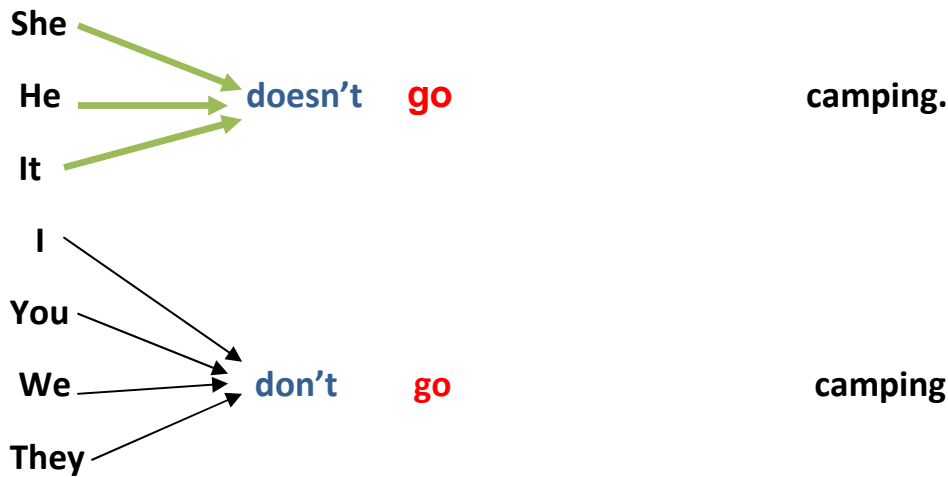 She
He doesn’t go camping.
It
I
You
We don’t go camping
They